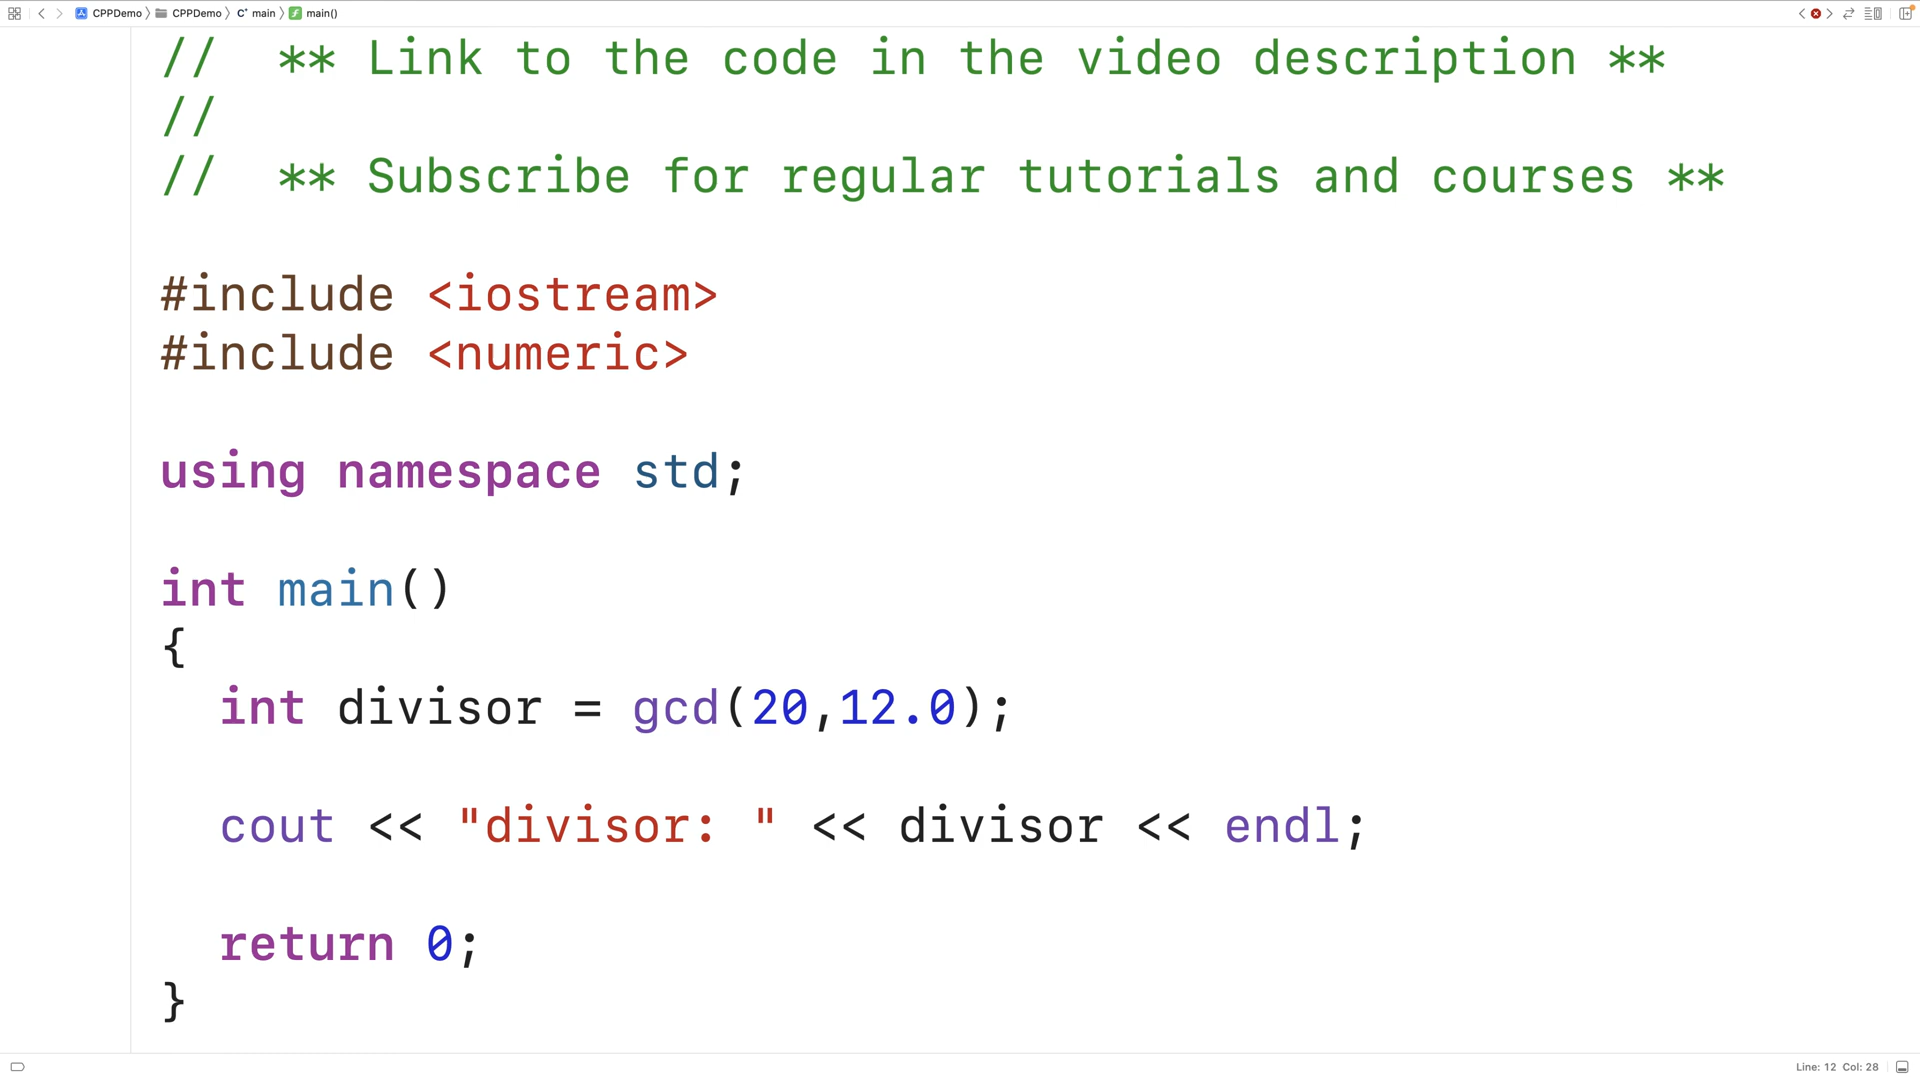 CPPDemo CPPDemo C⁺ main f main()
// ** Link to the code in the video description **
//
// ** Subscribe for regular tutorials and courses **
#include <iostream>
#include <numeric>
using namespace std;
int main()
{
int divisor = gcd(20,12.0);
cout << "divisor: " << divisor << endl;
return 0;
}
Line: 12 Col: 28